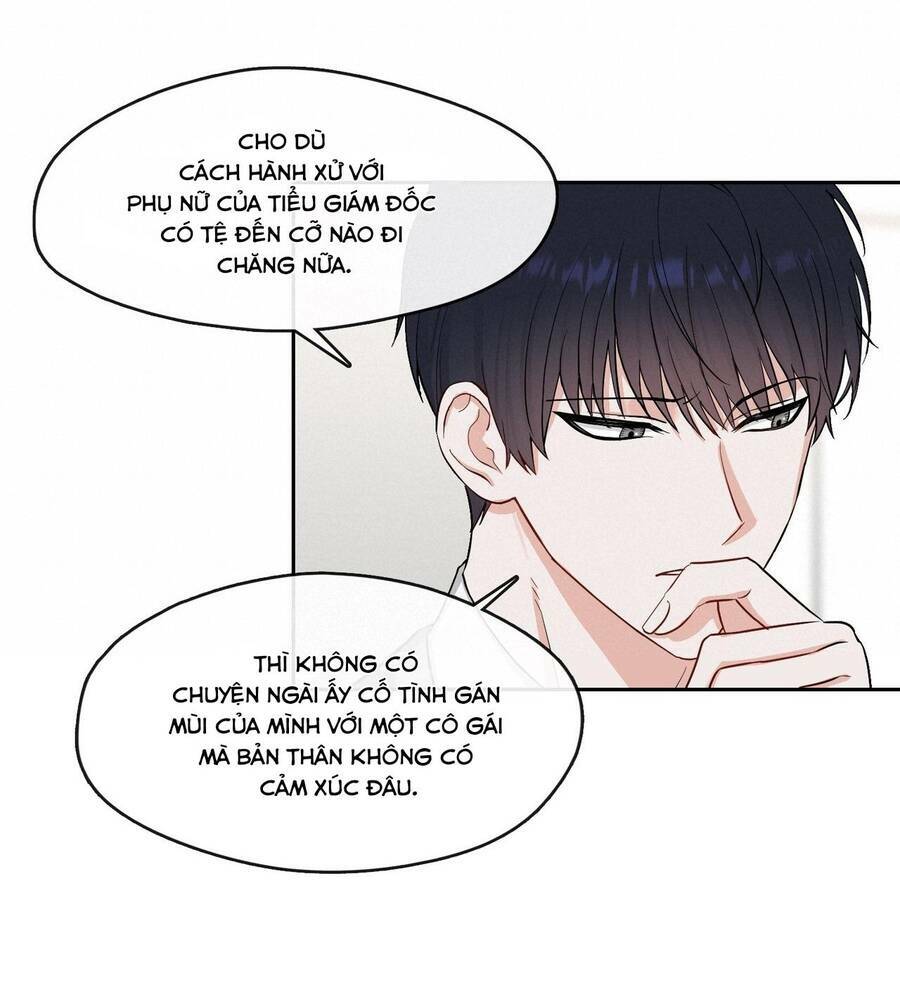 CHO DÙ
CÁCH HÀNH XỬ VỚI
PHỤ NỮ CỦA TIỂU GIÁM ĐỐC
CÓ TỆ ĐẾN CỠ NÀO ĐI
CHĂNG NỮA.
THÌ KHÔNG CÓ
CHUYỆN NGÀI ẤY CỐ TÌNH GÁN
MÙI CỦA MÌNH VỚI MỘT CÔ GÁI
MÀ BẢN THÂN KHÔNG CÓ
CẢM XÚC ĐÂU.